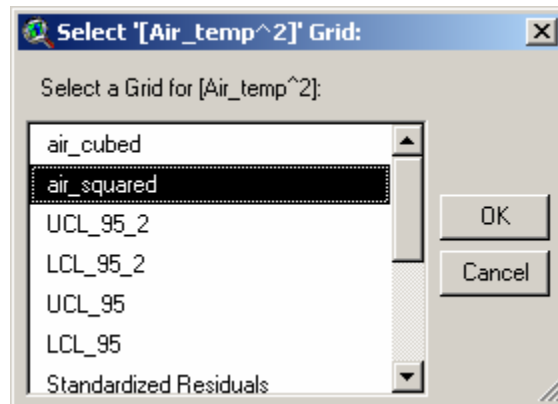 Select '[Air_temp^2]' Grid:
Select a Grid for [Air_temp^2]:
air_cubed
air_squared
UCL_95_2
LCL_95_2
UCL_95
LCL_95
Standardized Residuals
OK
Cancel